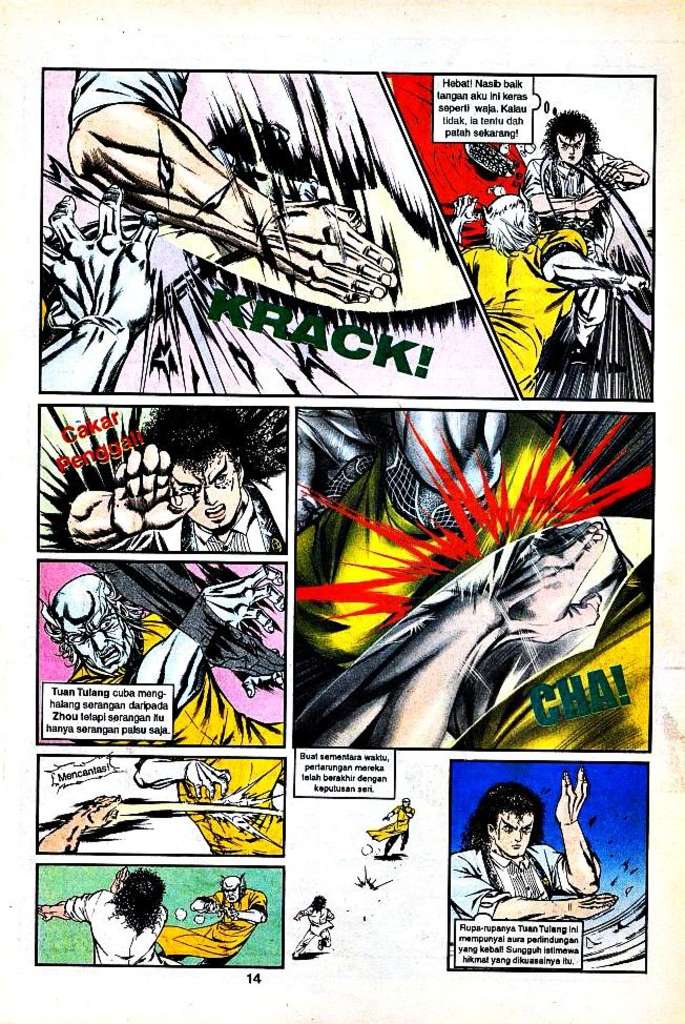 Hebat! Nasib baik
tangan aku ini keras
seperti waja. Kalau
tidak, ia tentu dah
patah sekarang!
KRACK!
Cakar
Penggali
CHA!
Tuan Tulang cuba meng-
halang serangan daripada
Zhou tetapi serangan itu
hanya serangan palsu saja.
Mencantas!
Buat sementara waktu,
pertarungan mereka
telah berakhir dengan
keputusan seri.
Rupa-rupanya Tuan Tulang
mempunyai aura perlindungan
yang kebal! Sungguh istimewa
hikmat yang dikuasainya itu.
14